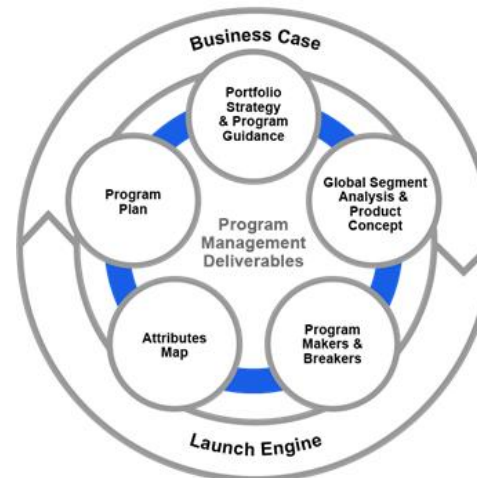 Business Case
Portfolio
Strategy
& Program
Guidance
Program
Plan
Global Segment
Analysis &
Product
Concept
Program
Management
Deliverables
Attributes
Map
Program
Makers &
Breakers
Launch Engine